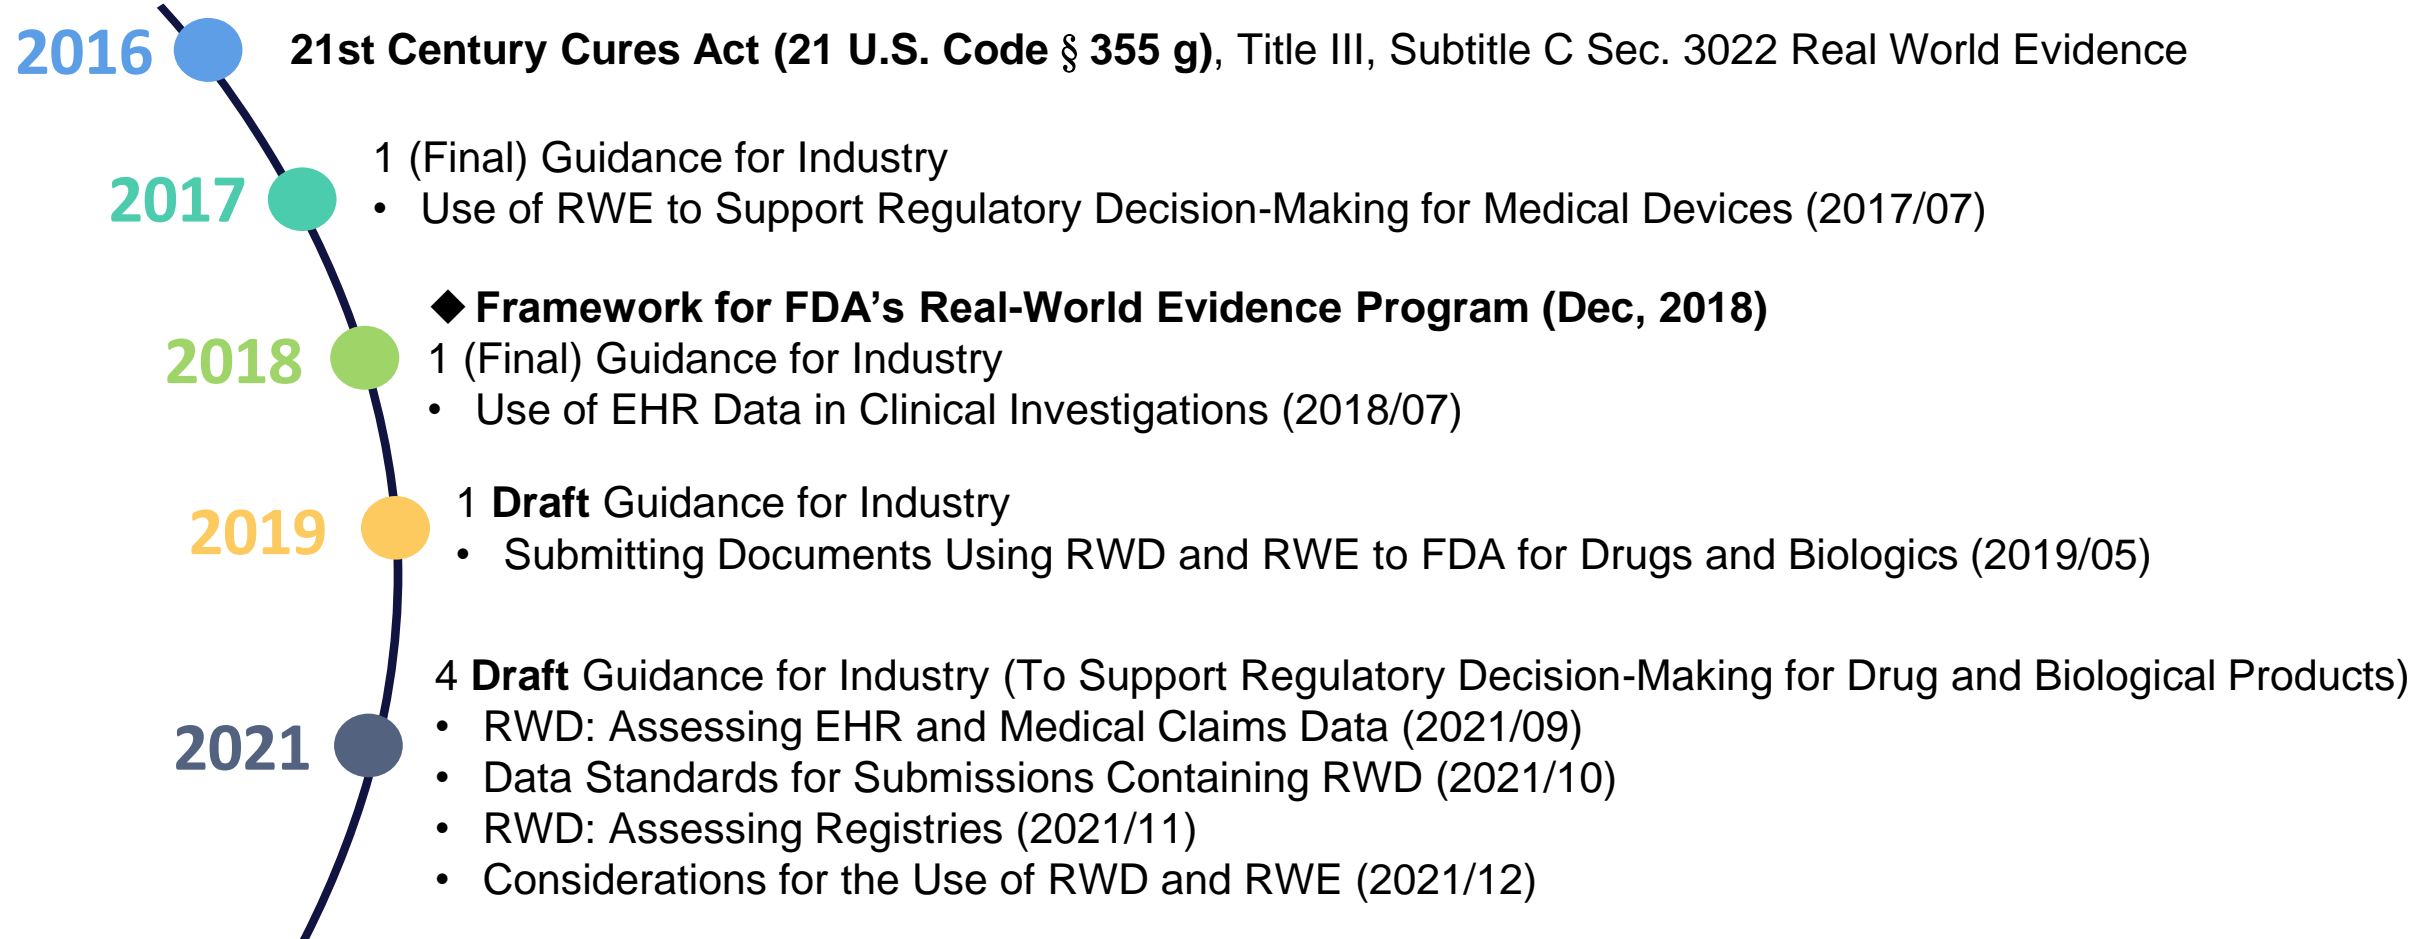 2016
21st Century Cures Act (21 U.S. Code § 355 g), Title III, Subtitle C Sec. 3022 Real World Evidence
2017
1 (Final) Guidance for Industry
• Use of RWE to Support Regulatory Decision-Making for Medical Devices (2017/07)
2018
◆ Framework for FDA’s Real-World Evidence Program (Dec, 2018)
1 (Final) Guidance for Industry
• Use of EHR Data in Clinical Investigations (2018/07)
2019
1 Draft Guidance for Industry
• Submitting Documents Using RWD and RWE to FDA for Drugs and Biologics (2019/05)
2021
4 Draft Guidance for Industry (To Support Regulatory Decision-Making for Drug and Biological Products)
• RWD: Assessing EHR and Medical Claims Data (2021/09)
• Data Standards for Submissions Containing RWD (2021/10)
• RWD: Assessing Registries (2021/11)
• Considerations for the Use of RWD and RWE (2021/12)